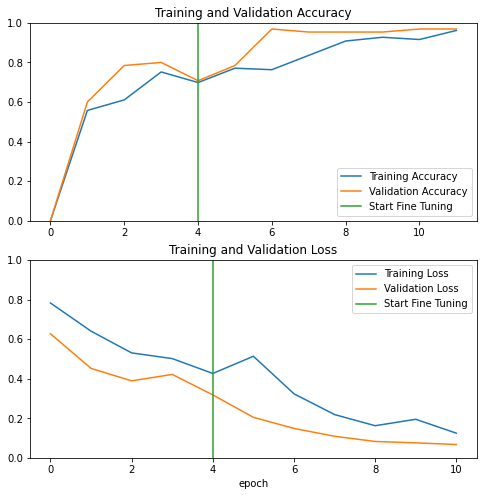 Training and Validation Accuracy
1.0
0.8
0.6
0.4
0.2
0.0
Training Accuracy
Validation Accuracy
Start Fine Tuning
0 2 4 6 8 10
Training and Validation Loss
1.0
0.8
0.6
0.4
0.2
0.0
Training Loss
Validation Loss
Start Fine Tuning
0 2 4 6 8 10
epoch